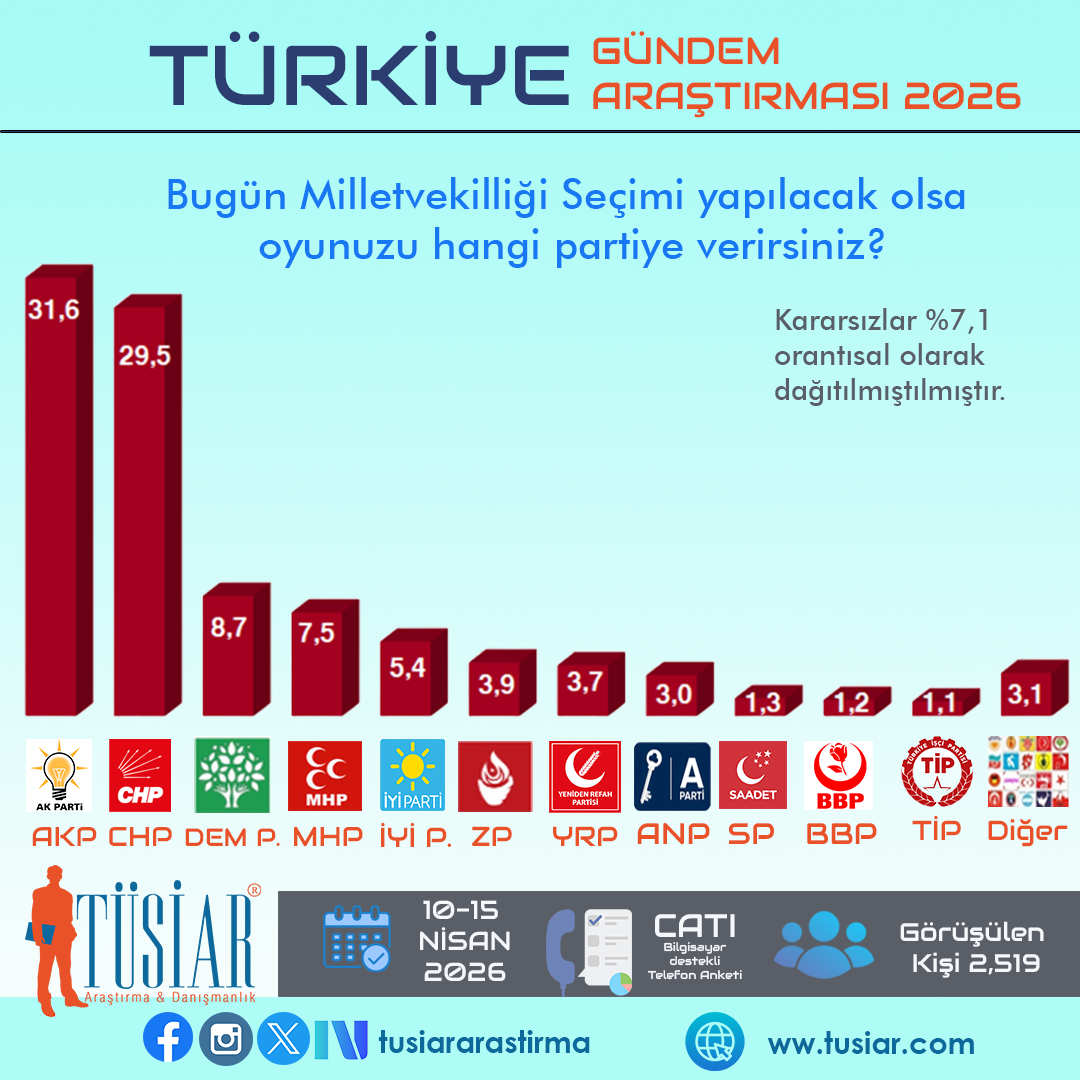 TÜRKİYE
GÜNDEM
ARAŞTIRMASI 2026
Bugün Milletvekilliği Seçimi yapılacak olsa
oyunuzu hangi partiye verirsiniz?
Kararsızlar %7,1
orantısal olarak
dağıtılmıştılmıştır.
31,6
29,5
8,7
7,5
5,4
3,9
3,7
3,0
1,3
1,2
1,1
3,1
AK PARTİ
CHP
MHP
İYİ PARTİ
YENİDEN REFAH
PARTİSİ
A
PARTİ
SAADET
BBP
TÜRKİYE İŞÇİ PARTİSİ
TİP
AKP CHP DEM P. MHP İYİ P. ZP YRP ANP SP BBP TİP Diğer
TÜSİAR®
Araştırma & Danışmanlık
10-15
NİSAN
2026
CATI
Bilgisayar
destekli
Telefon Anketi
Görüşülen
Kişi 2,519
tusiararastirma
ww.tusiar.com